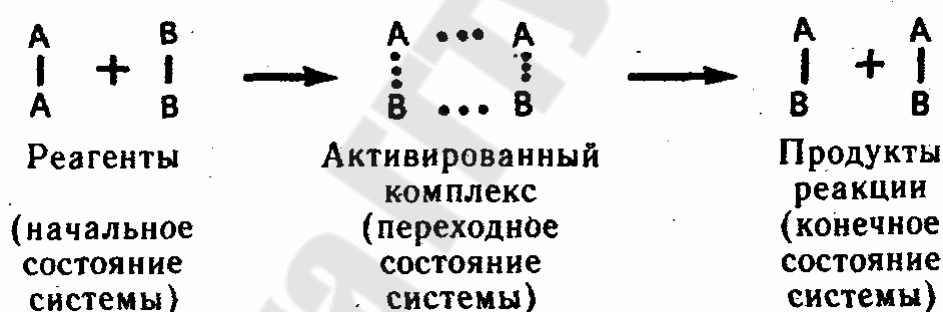 A B A ... A A A
+ +
A B B ... B B B
Реагенты Активированный Продукты
комплекс реакции
(начальное (переходное (конечное
состояние состояние состояние
системы) системы) системы)